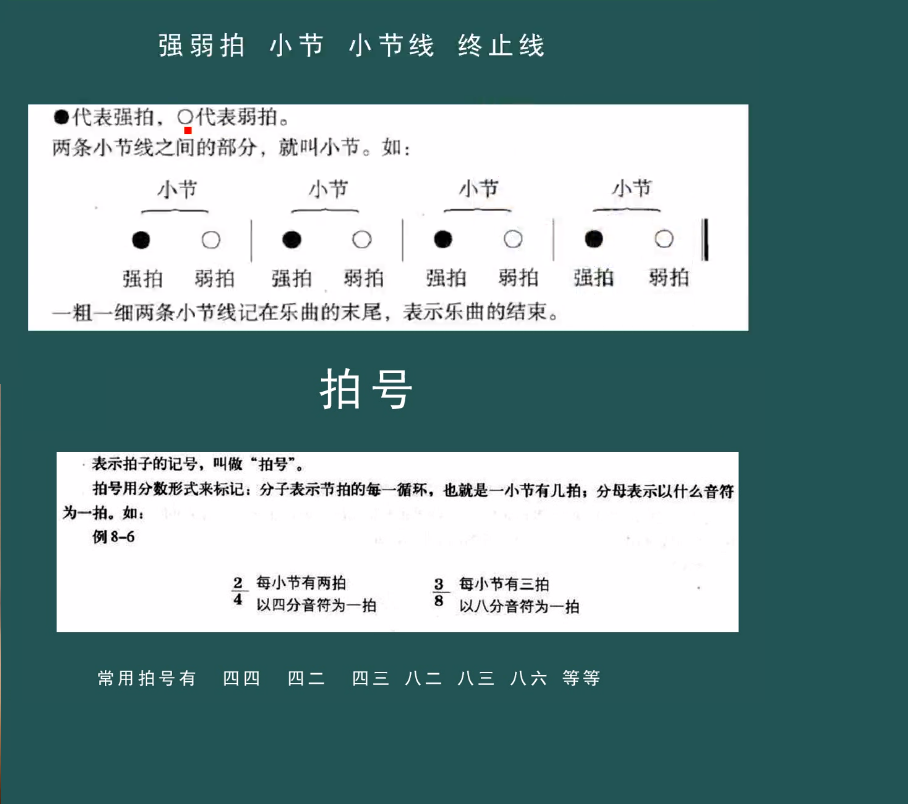 强弱拍 小节 小节线 终止线
●代表强拍，○代表弱拍。
两条小节线之间的部分，就叫小节。如：
小节 小节 小节 小节
强拍 弱拍 强拍 弱拍 强拍 弱拍 强拍 弱拍
一粗一细两条小节线记在乐曲的末尾，表示乐曲的结束。
拍号
表示拍子的记号，叫做“拍号”。
拍号用分数形式来标记：分子表示节拍的每一循环，也就是一小节有几拍；分母表示以什么音符
为一拍。如：
例8-6
2 每小节有两拍 3 每小节有三拍
4 以四分音符为一拍 8 以八分音符为一拍
常用拍号有 四四 四二 四三 八二 八三 八六 等等